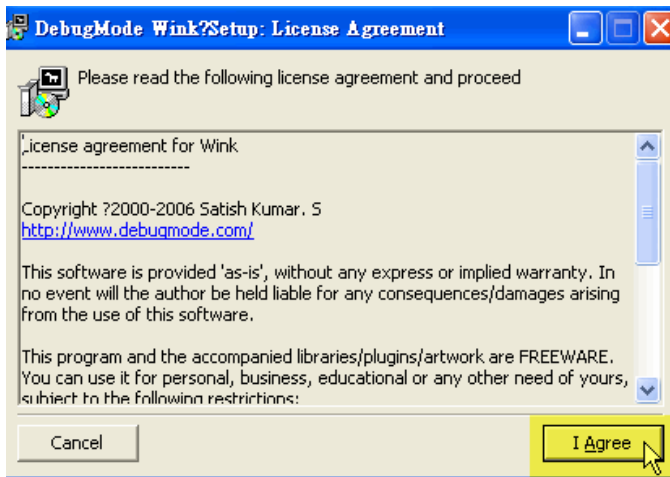 DebugMode Wink?Setup: License Agreement
Please read the following license agreement and proceed
License agreement for Wink
--------------------------
Copyright ?2000-2006 Satish Kumar. S
http://www.debugmode.com/
This software is provided 'as-is', without any express or implied warranty. In
no event will the author be held liable for any consequences/damages arising
from the use of this software.
This program and the accompanied libraries/plugins/artwork are FREEWARE.
You can use it for personal, business, educational or any other need of yours,
subject to the following restrictions:
Cancel
I Agree